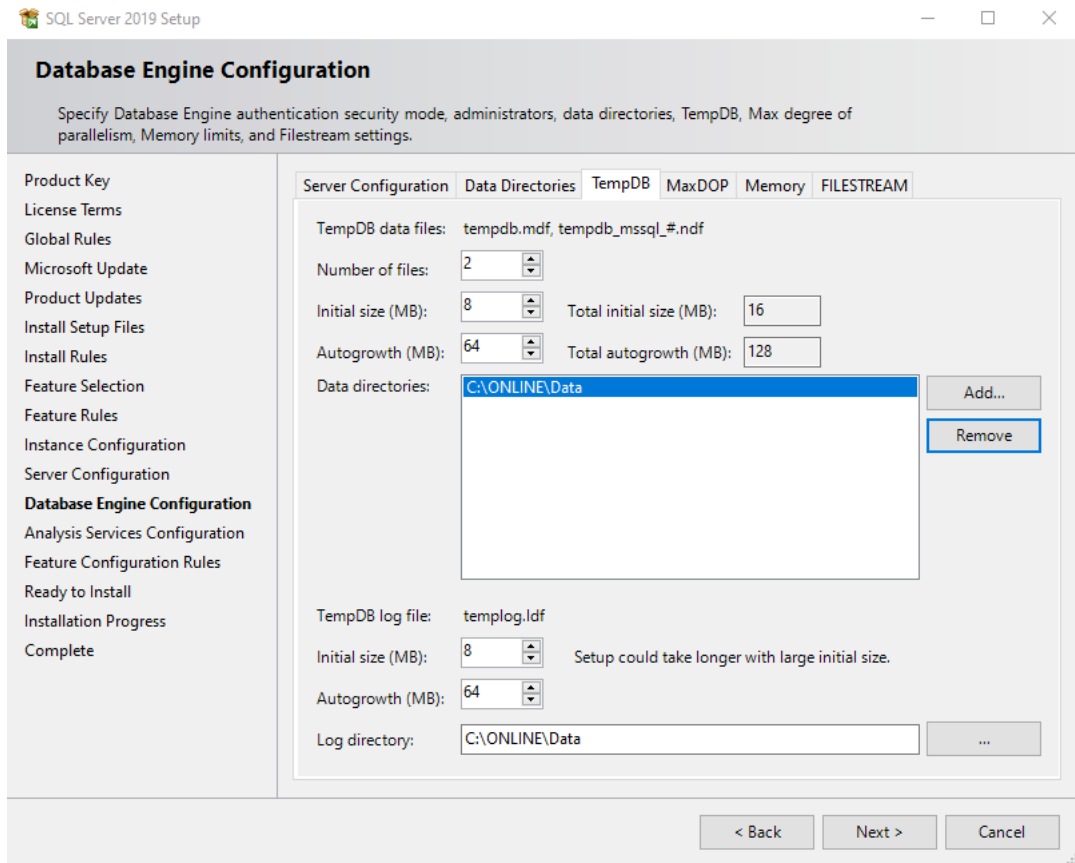 SQL Server 2019 Setup
Database Engine Configuration
Specify Database Engine authentication security mode, administrators, data directories, TempDB, Max degree of
parallelism, Memory limits, and Filestream settings.
Product Key
License Terms
Global Rules
Microsoft Update
Product Updates
Install Setup Files
Install Rules
Feature Selection
Feature Rules
Instance Configuration
Server Configuration
Database Engine Configuration
Analysis Services Configuration
Feature Configuration Rules
Ready to Install
Installation Progress
Complete
Server Configuration Data Directories TempDB MaxDOP Memory FILESTREAM
TempDB data files: tempdb.mdf, tempdb_mssql_#.ndf
Number of files: 2
Initial size (MB): 8 Total initial size (MB): 16
Autogrowth (MB): 64 Total autogrowth (MB): 128
Data directories: C:\ONLINE\Data Add...
Remove
TempDB log file: templog.ldf
Initial size (MB): 8 Setup could take longer with large initial size.
Autogrowth (MB): 64
Log directory: C:\ONLINE\Data ...
< Back Next > Cancel